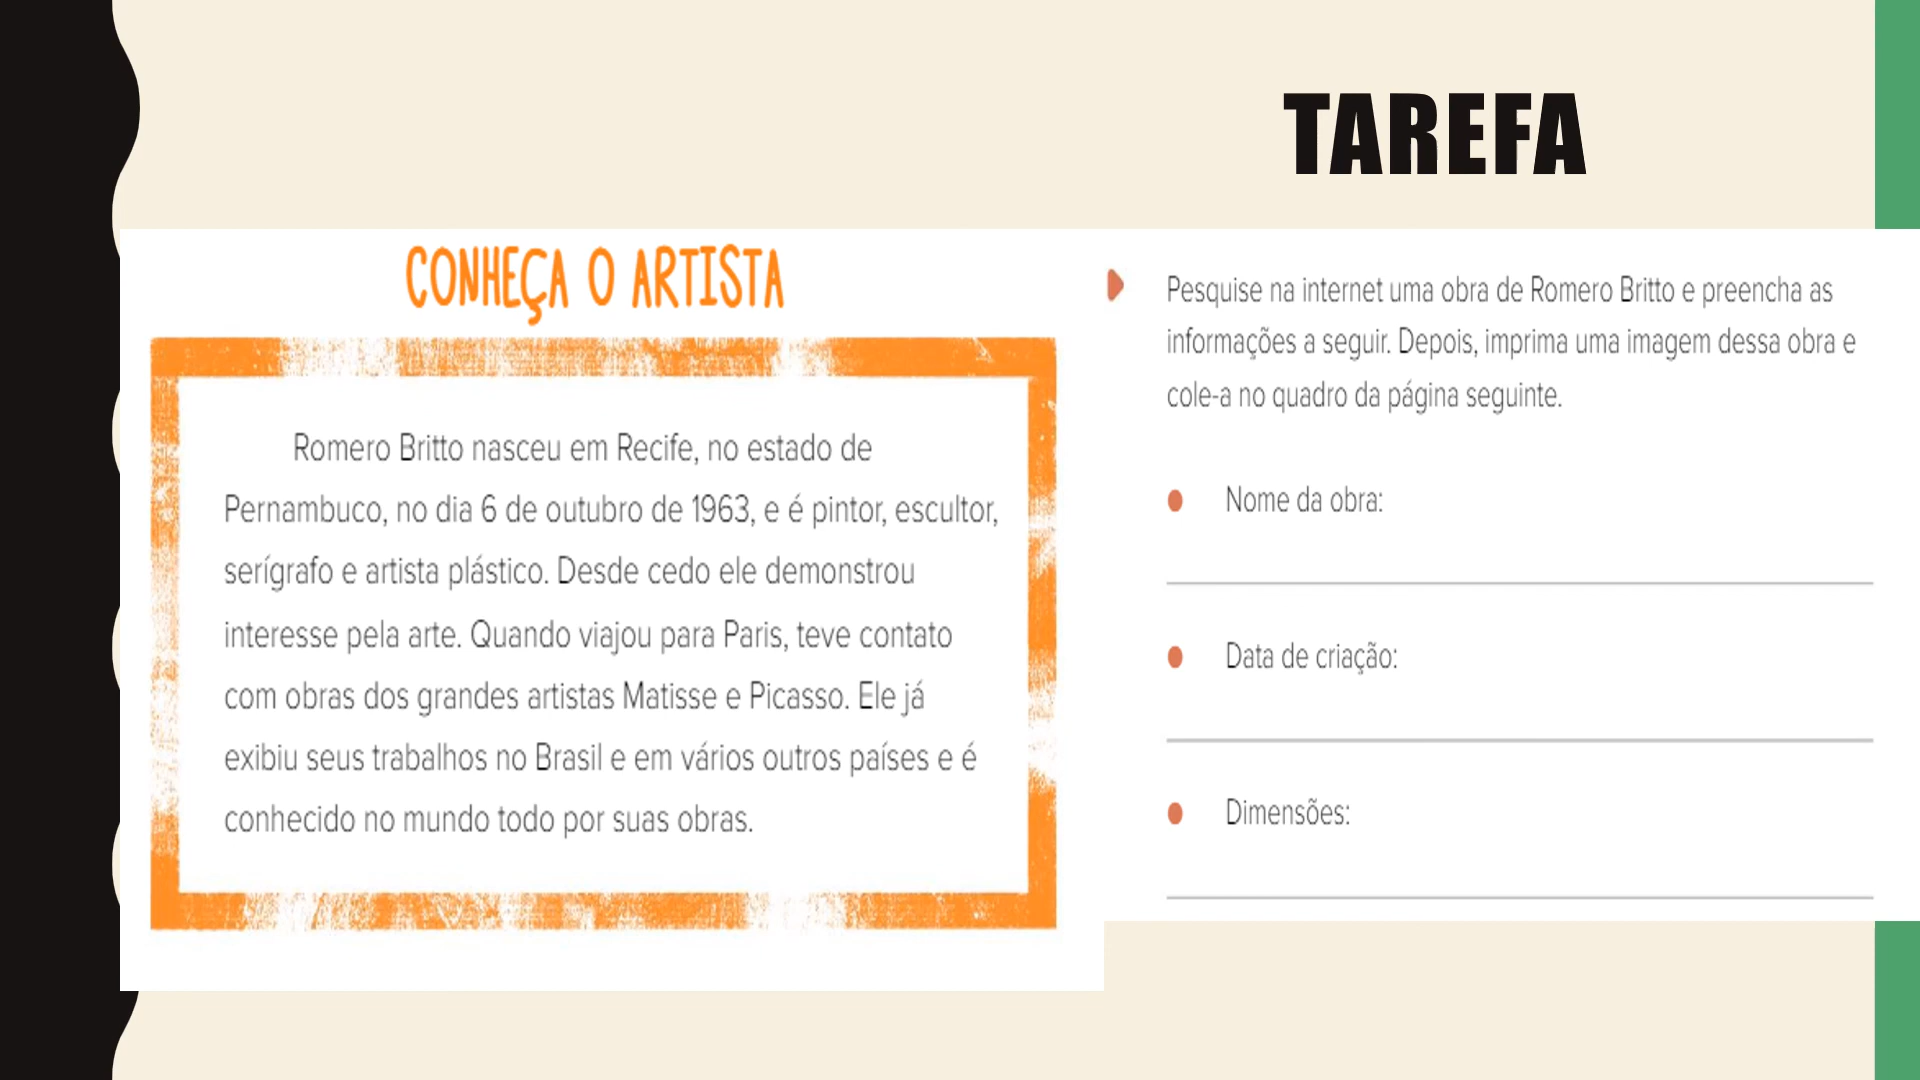 TAREFA
CONHEÇA O ARTISTA
Romero Britto nasceu em Recife, no estado de
Pernambuco, no dia 6 de outubro de 1963, e é pintor, escultor,
serígrafo e artista plástico. Desde cedo ele demonstrou
interesse pela arte. Quando viajou para Paris, teve contato
com obras dos grandes artistas Matisse e Picasso. Ele já
exibiu seus trabalhos no Brasil e em vários outros países e é
conhecido no mundo todo por suas obras.
Pesquise na internet uma obra de Romero Britto e preencha as
informações a seguir. Depois, imprima uma imagem dessa obra e
cole-a no quadro da página seguinte.
Nome da obra:
Data de criação:
Dimensões: